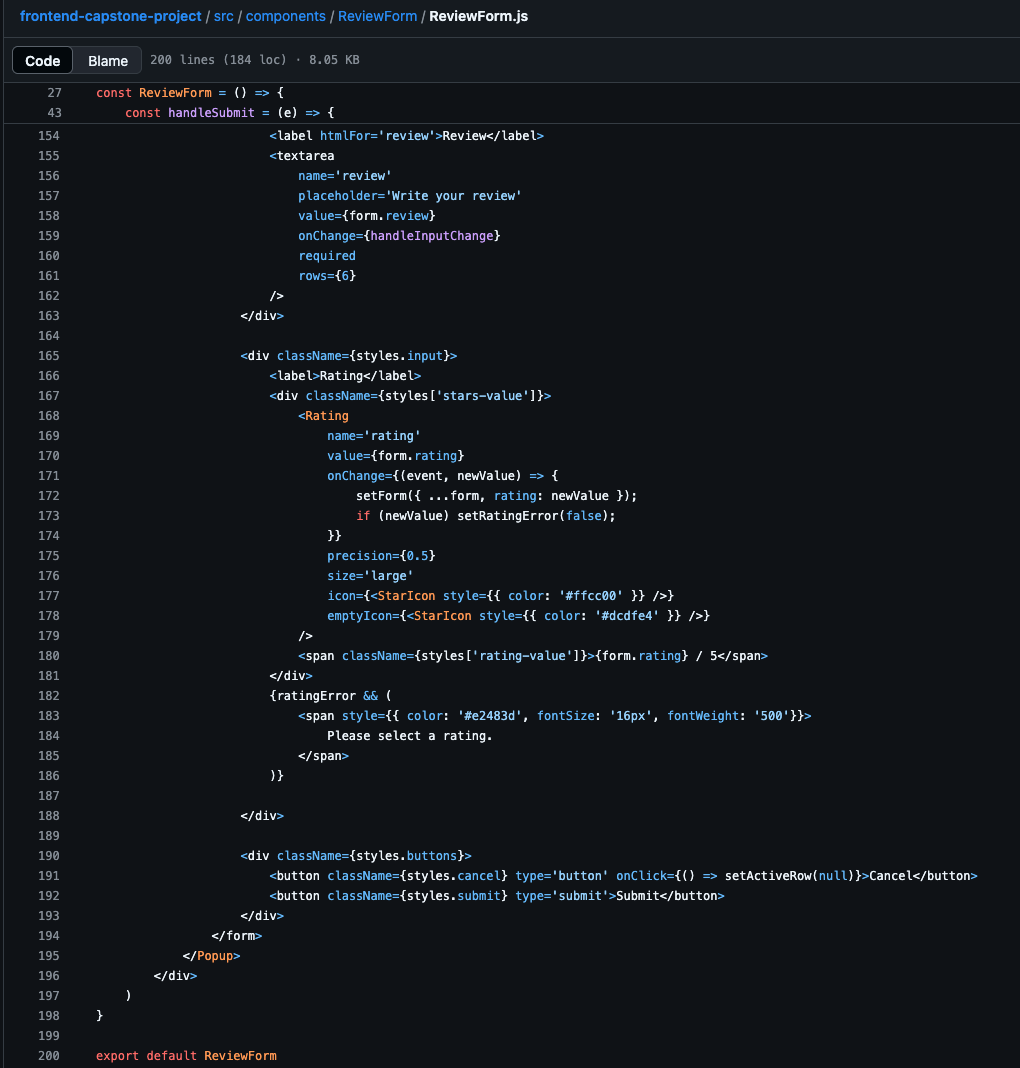 frontend-capstone-project / src / components / ReviewForm / ReviewForm.js
Code Blame 200 lines (184 loc) · 8.05 KB
27 const ReviewForm = () => {
43 const handleSubmit = (e) => {
154 <label htmlFor='review'>Review</label>
155 <textarea
156 name='review'
157 placeholder='Write your review'
158 value={form.review}
159 onChange={handleInputChange}
160 required
161 rows={6}
162 />
163 </div>
164
165 <div className={styles.input}>
166 <label>Rating</label>
167 <div className={styles['stars-value']}>
168 <Rating
169 name='rating'
170 value={form.rating}
171 onChange={(event, newValue) => {
172 setForm({ ...form, rating: newValue });
173 if (newValue) setRatingError(false);
174 }}
175 precision={0.5}
176 size='large'
177 icon={<StarIcon style={{ color: '#ffcc00' }} />}
178 emptyIcon={<StarIcon style={{ color: '#dcdfe4' }} />}
179 />
180 <span className={styles['rating-value']}>{form.rating} / 5</span>
181 </div>
182 {ratingError && (
183 <span style={{ color: '#e2483d', fontSize: '16px', fontWeight: '500'}}>
184 Please select a rating.
185 </span>
186 )}
187
188 </div>
189
190 <div className={styles.buttons}>
191 <button className={styles.cancel} type='button' onClick={() => setActiveRow(null)}>Cancel</button>
192 <button className={styles.submit} type='submit'>Submit</button>
193 </div>
194 </form>
195 </Popup>
196 </div>
197 )
198 }
199
200 export default ReviewForm